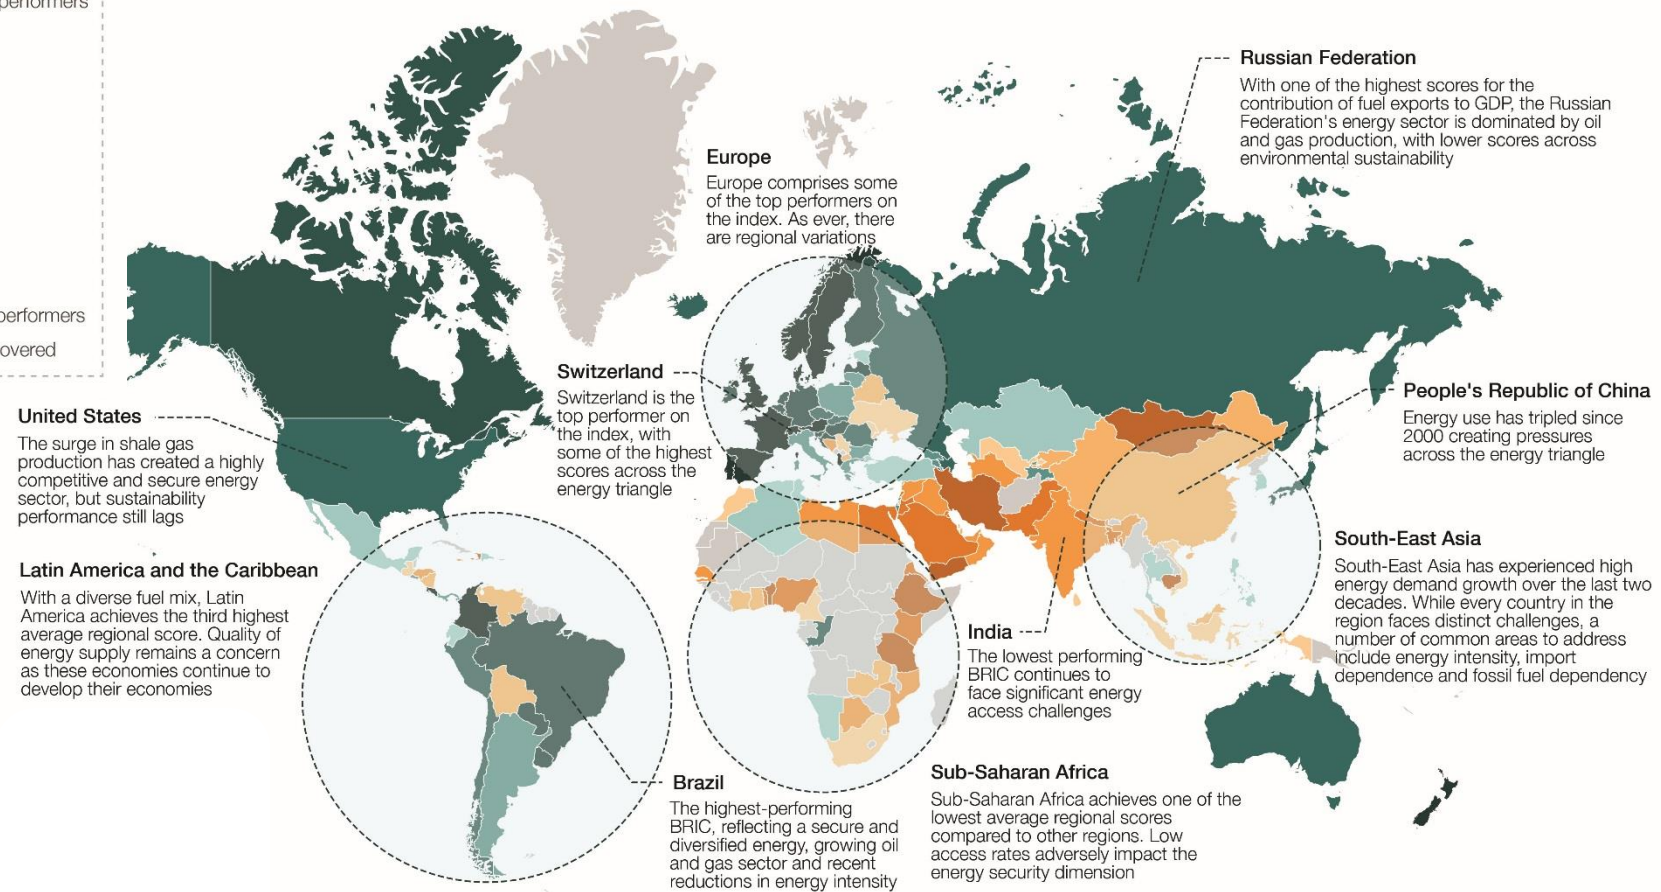 performers
performers
overed
Russian Federation
With one of the highest scores for the
contribution of fuel exports to GDP, the Russian
Federation's energy sector is dominated by oil
and gas production, with lower scores across
environmental sustainability
Europe
Europe comprises some
of the top performers on
the index. As ever, there
are regional variations
Switzerland
Switzerland is the
top performer on
the index, with
some of the highest
scores across the
energy triangle
People's Republic of China
Energy use has tripled since
2000 creating pressures
across the energy triangle
United States
The surge in shale gas
production has created a highly
competitive and secure energy
sector, but sustainability
performance still lags
South-East Asia
South-East Asia has experienced high
energy demand growth over the last two
decades. While every country in the
region faces distinct challenges, a
number of common areas to address
include energy intensity, import
dependence and fossil fuel dependency
Latin America and the Caribbean
With a diverse fuel mix, Latin
America achieves the third highest
average regional score. Quality of
energy supply remains a concern
as these economies continue to
develop their economies
India
The lowest performing
BRIC continues to
face significant energy
access challenges
Brazil
The highest-performing
BRIC, reflecting a secure and
diversified energy, growing oil
and gas sector and recent
reductions in energy intensity
Sub-Saharan Africa
Sub-Saharan Africa achieves one of the
lowest average regional scores
compared to other regions. Low
access rates adversely impact the
energy security dimension